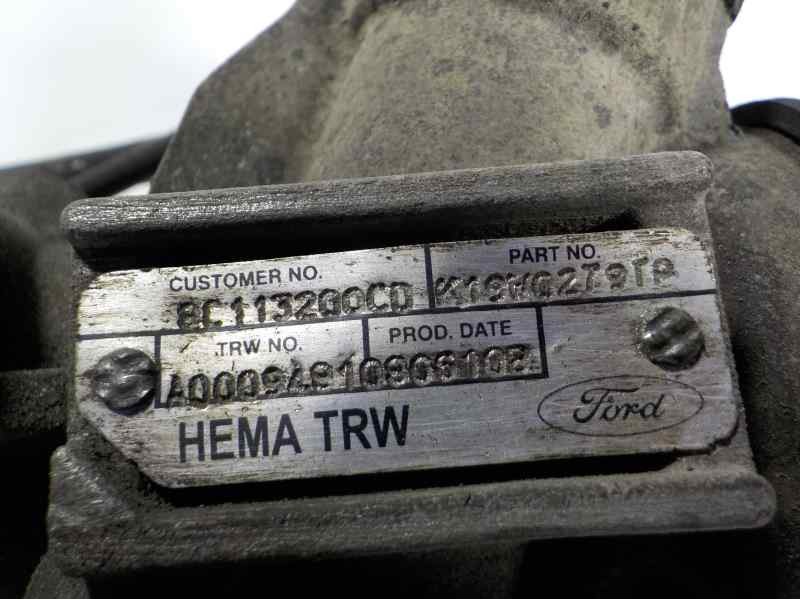 CUSTOMER NO. PART NO.
8C113200CD
TRW NO. PROD. DATE
HEMA TRW
Ford